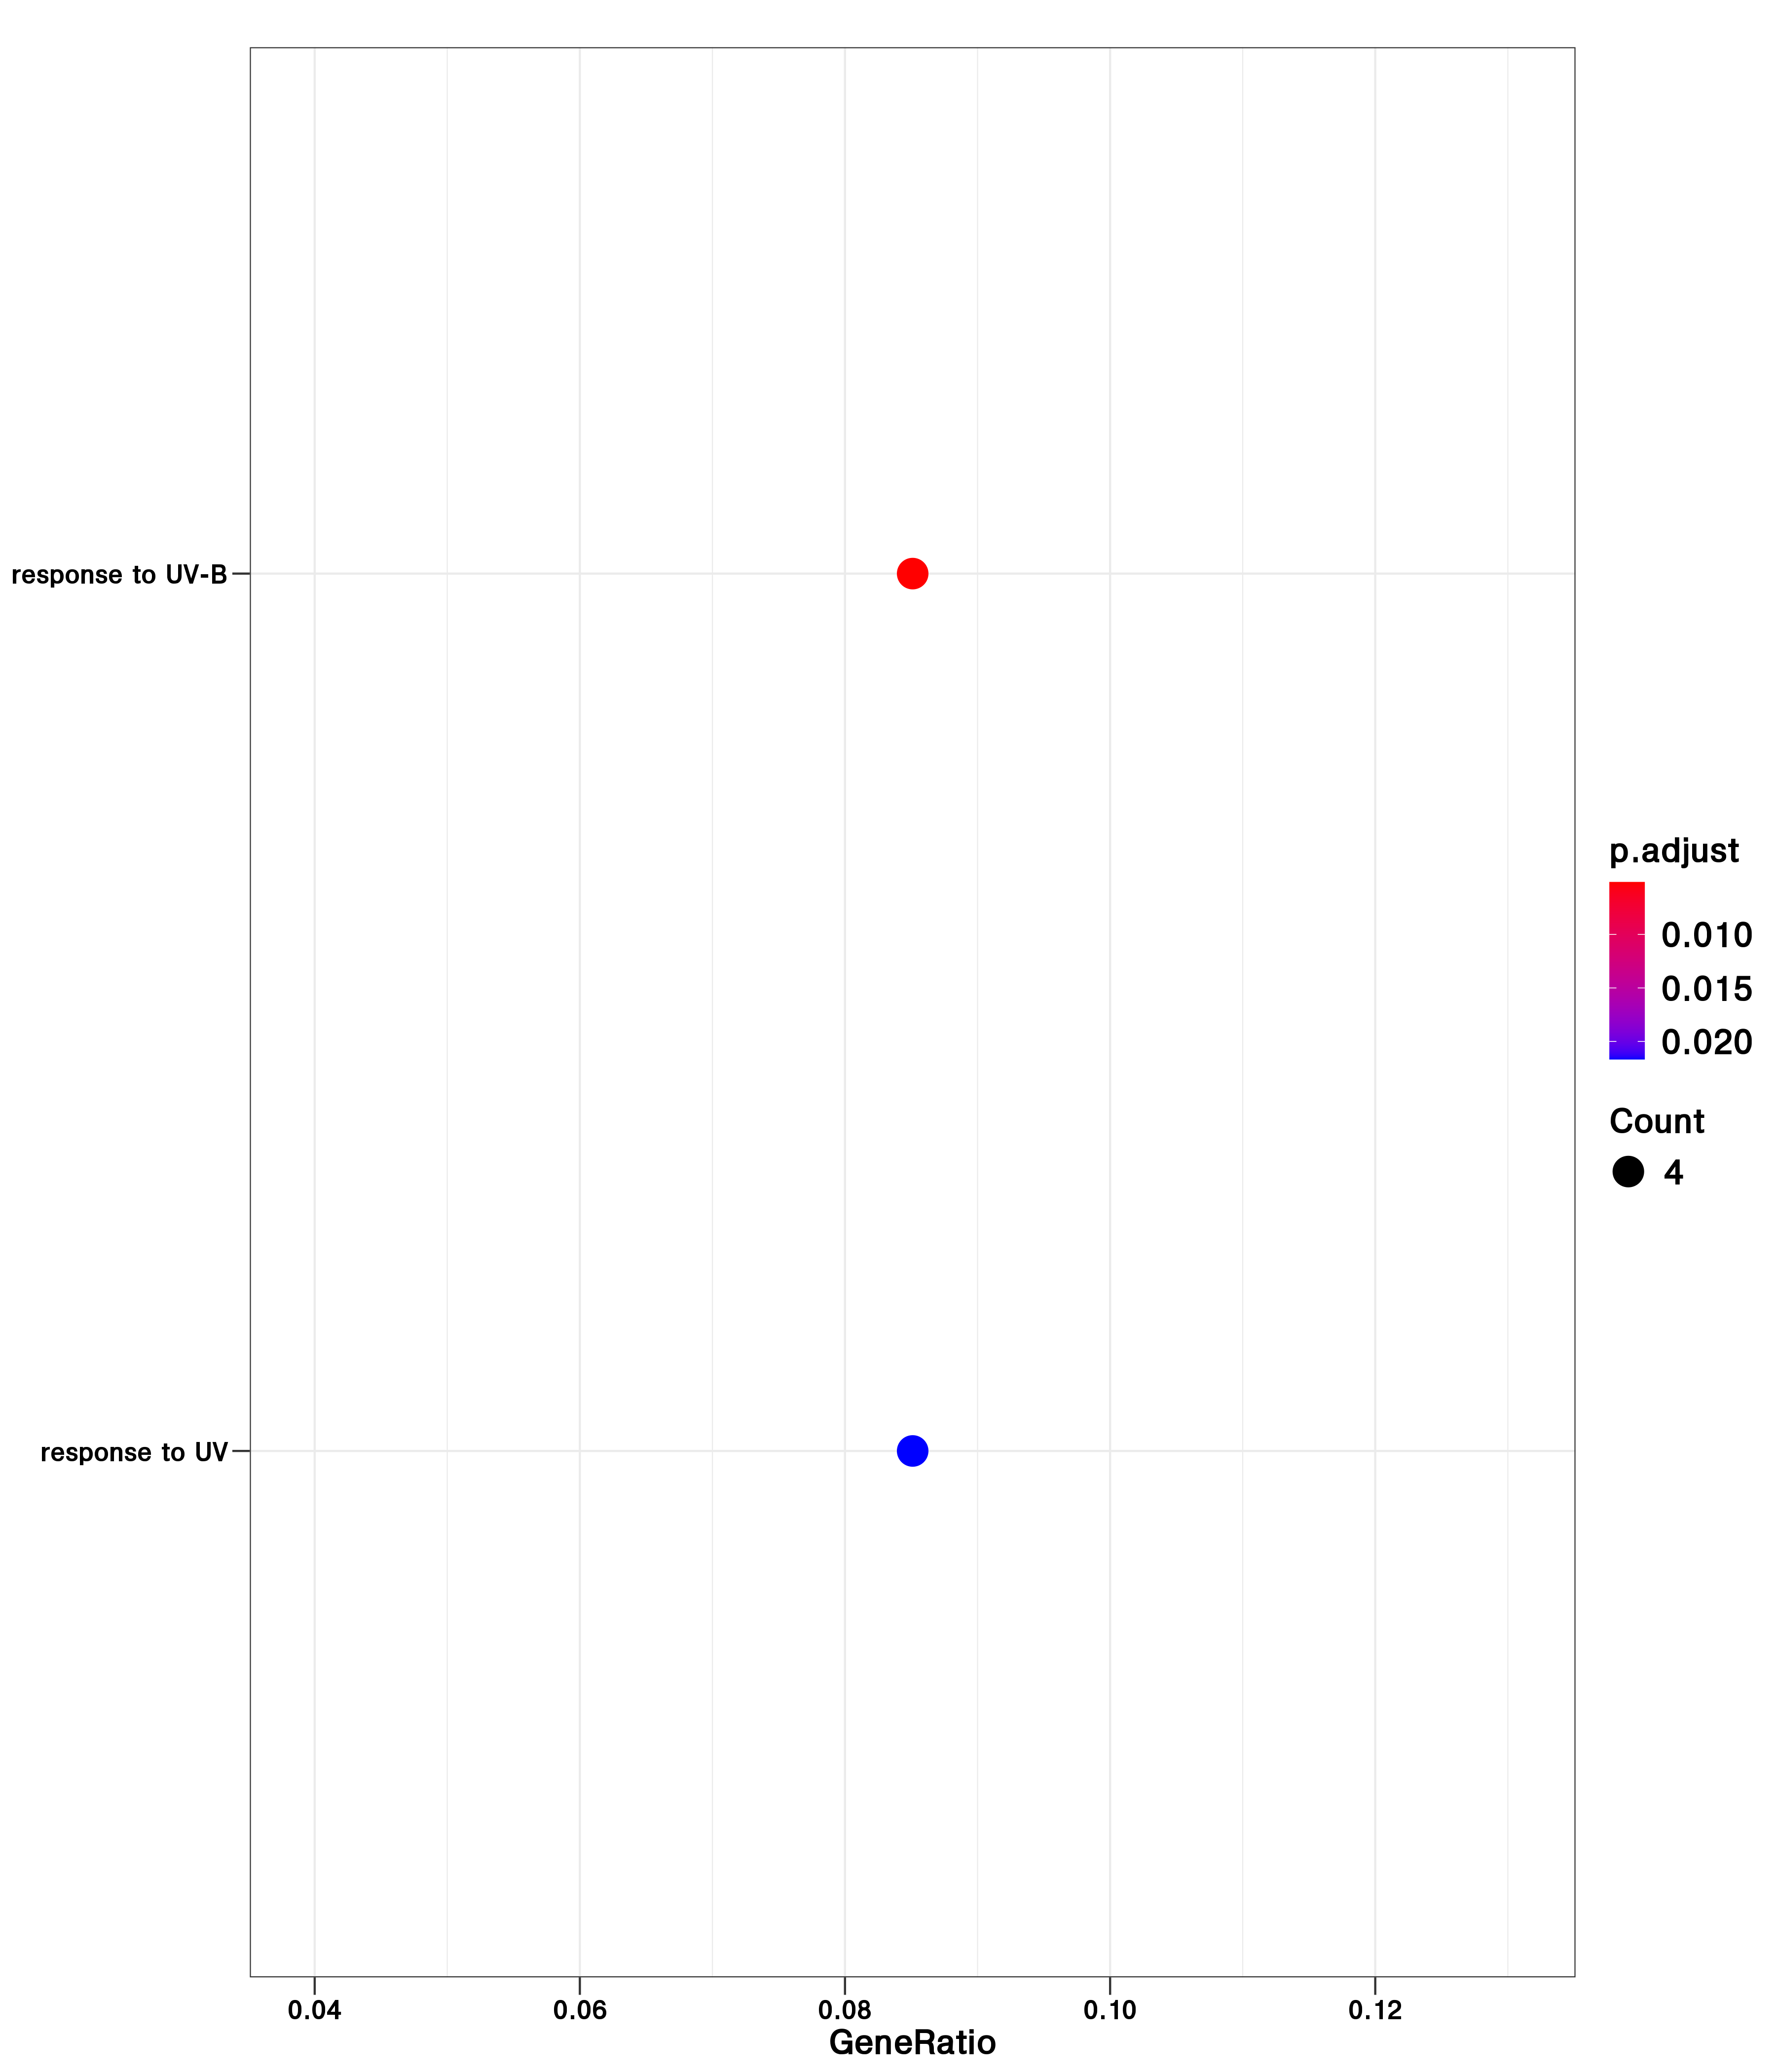 response to UV-B
response to UV
0.04
0.06
0.08
0.10
0.12
GeneRatio
p.adjust
0.010
0.015
0.020
Count
4